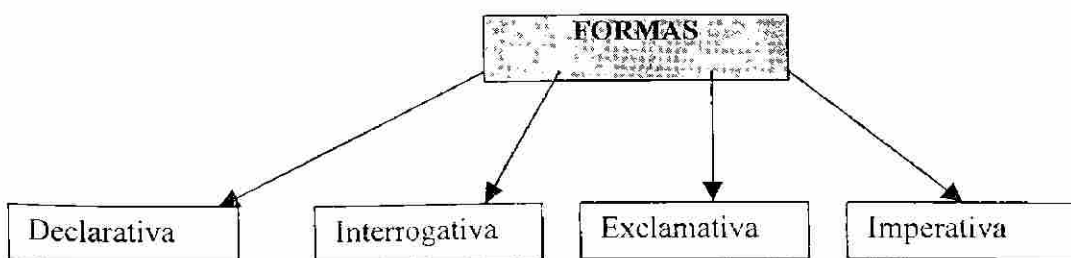 FORMAS
Declarativa
Interrogativa
Exclamativa
Imperativa